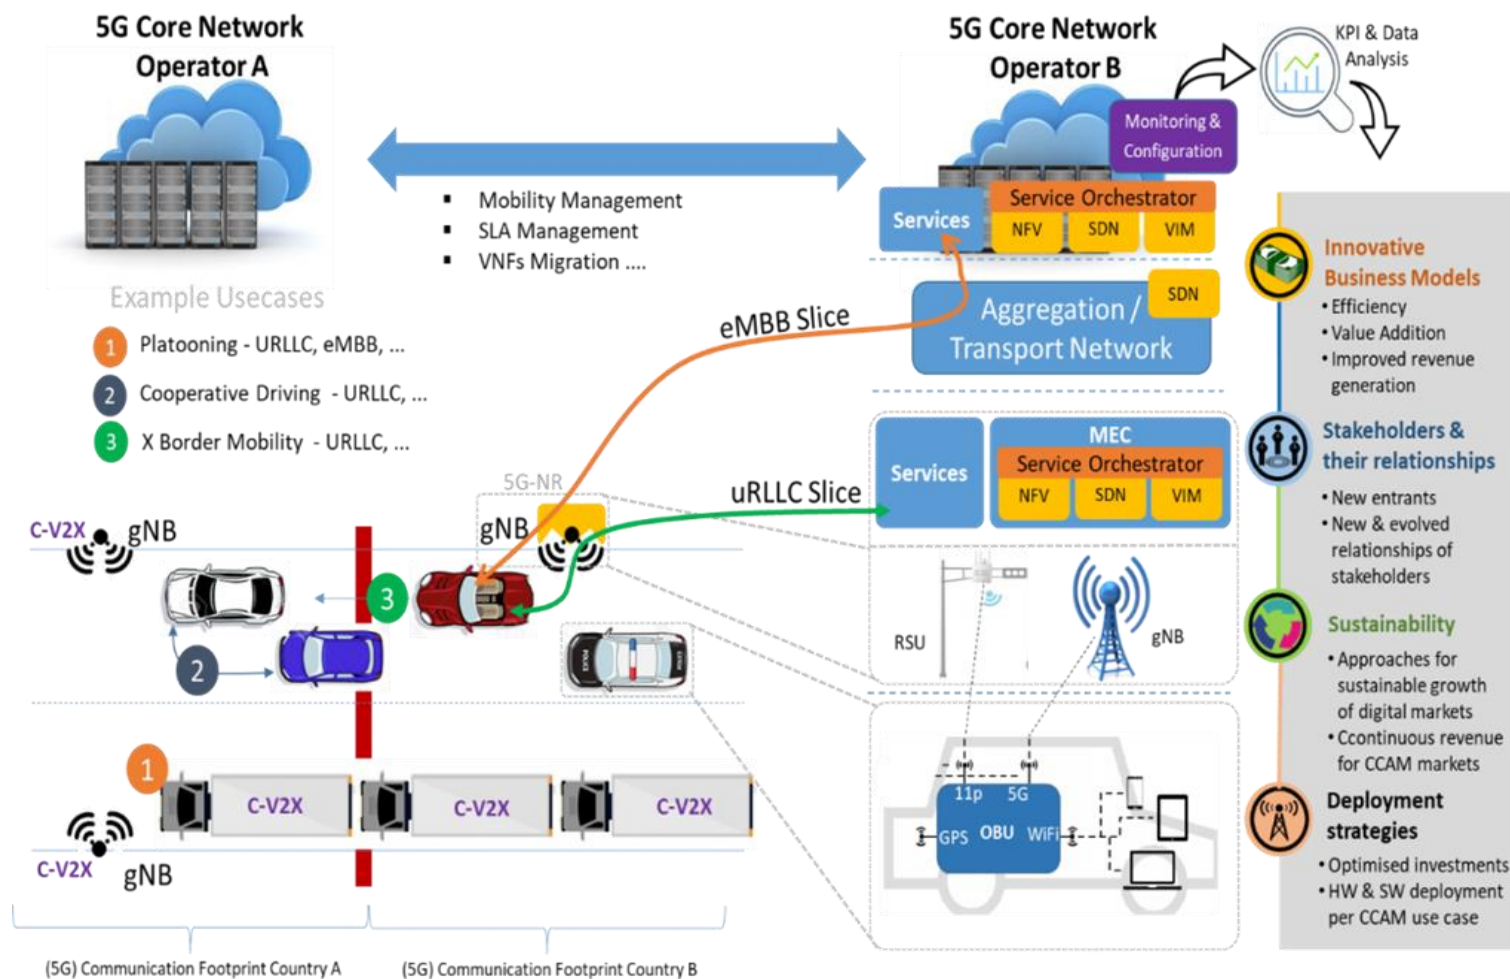 5G Core Network
Operator A
5G Core Network
Operator B
KPI & Data
Analysis
Monitoring &
Configuration
▪ Mobility Management
▪ SLA Management
▪ VNFs Migration ....
Services
Service Orchestrator
NFV
SDN
VIM
Example Usecases
1 Platooning - URLLC, eMBB, ...
2 Cooperative Driving - URLLC, ...
3 X Border Mobility - URLLC, ...
eMBB Slice
SDN
Aggregation /
Transport Network
uRLLC Slice
Services
MEC
Service Orchestrator
NFV
SDN
VIM
5G-NR
gNB
C-V2X
gNB
3
2
POLICE
RSU
gNB
1
C-V2X
C-V2X
C-V2X
C-V2X
gNB
11p
5G
GPS
OBU
WiFi
(5G) Communication Footprint Country A
(5G) Communication Footprint Country B
Innovative
Business Models
• Efficiency
• Value Addition
• Improved revenue
generation
Stakeholders &
their relationships
• New entrants
• New & evolved
relationships of
stakeholders
Sustainability
• Approaches for
sustainable growth
of digital markets
• Ccontinuous revenue
for CCAM markets
Deployment
strategies
• Optimised investments
• HW & SW deployment
per CCAM use case